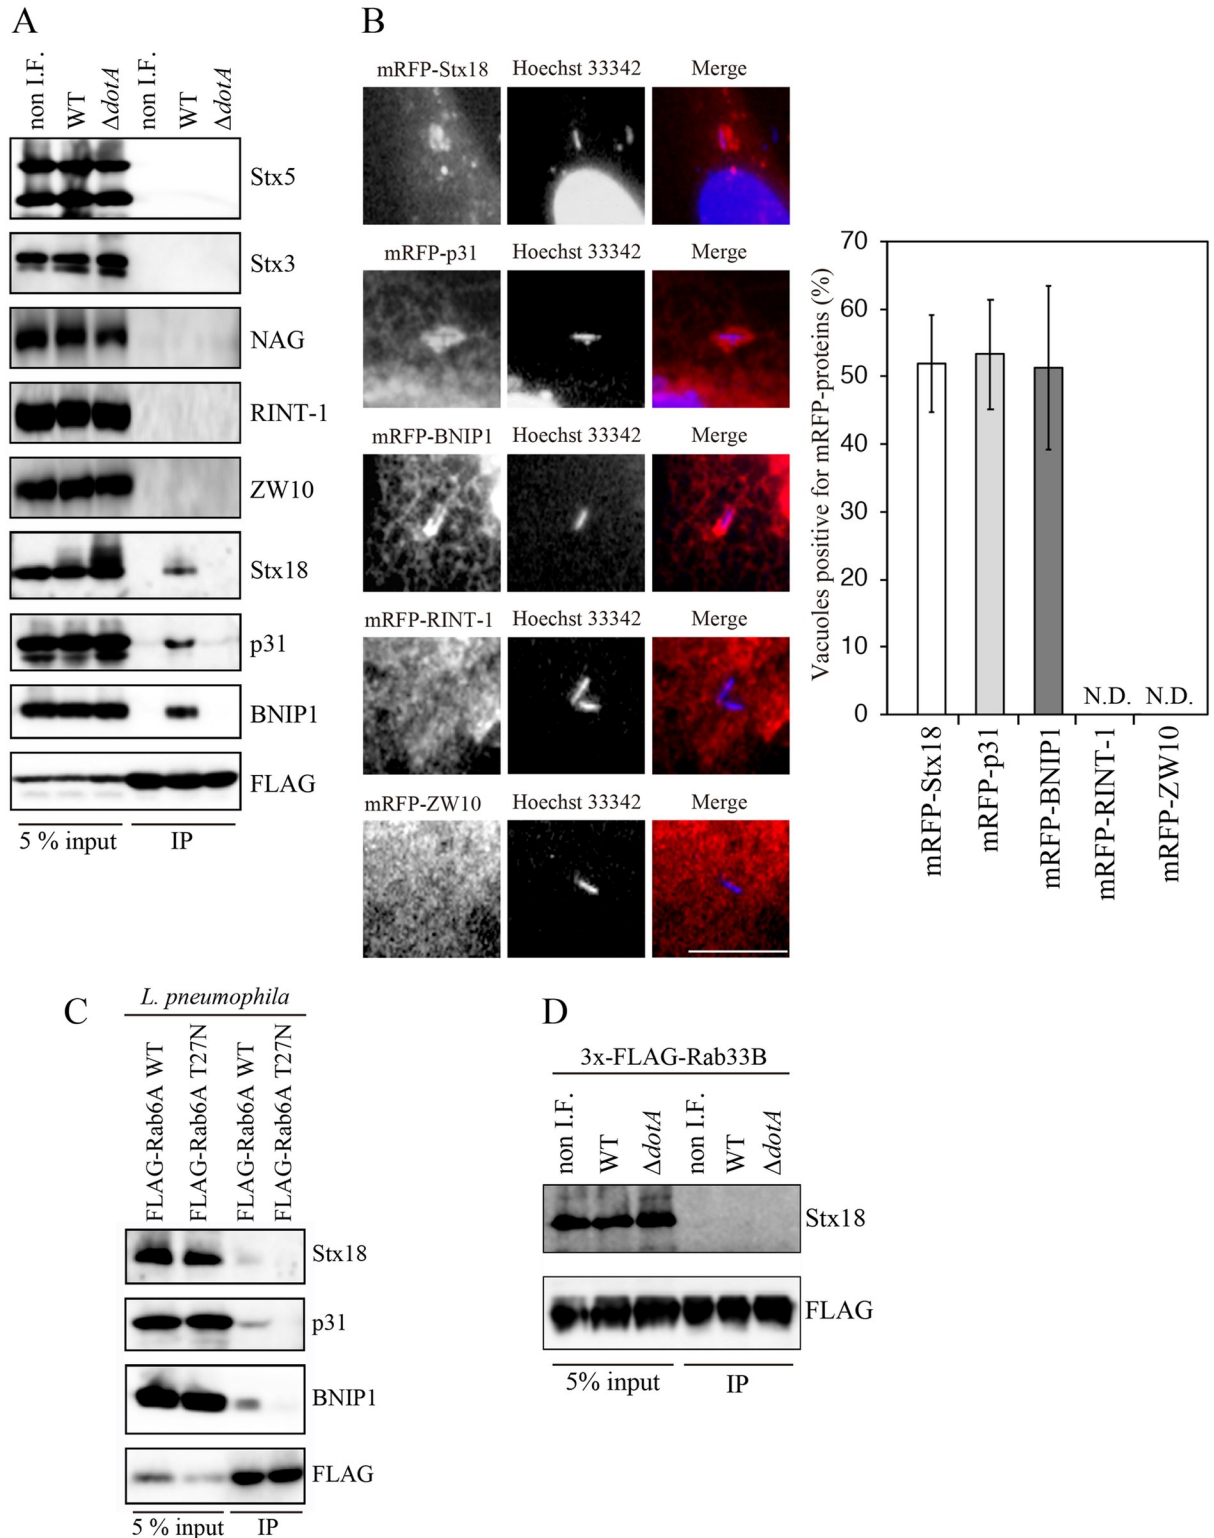 A
non I.F.
WT
ΔdotA
non I.F.
WT
ΔdotA
Stx5
Stx3
NAG
RINT-1
ZW10
Stx18
p31
BNIP1
FLAG
5 % input
IP
B
mRFP-Stx18 Hoechst 33342 Merge
mRFP-p31 Hoechst 33342 Merge
mRFP-BNIP1 Hoechst 33342 Merge
mRFP-RINT-1 Hoechst 33342 Merge
mRFP-ZW10 Hoechst 33342 Merge
Vacuoles positive for mRFP-proteins (%)
70
60
50
40
30
20
10
0
N.D. N.D.
mRFP-Stx18
mRFP-p31
mRFP-BNIP1
mRFP-RINT-1
mRFP-ZW10
C
L. pneumophila
FLAG-Rab6A WT
FLAG-Rab6A T27N
FLAG-Rab6A WT
FLAG-Rab6A T27N
Stx18
p31
BNIP1
FLAG
5 % input
IP
D
3x-FLAG-Rab33B
non I.F.
WT
ΔdotA
non I.F.
WT
ΔdotA
Stx18
FLAG
5% input
IP